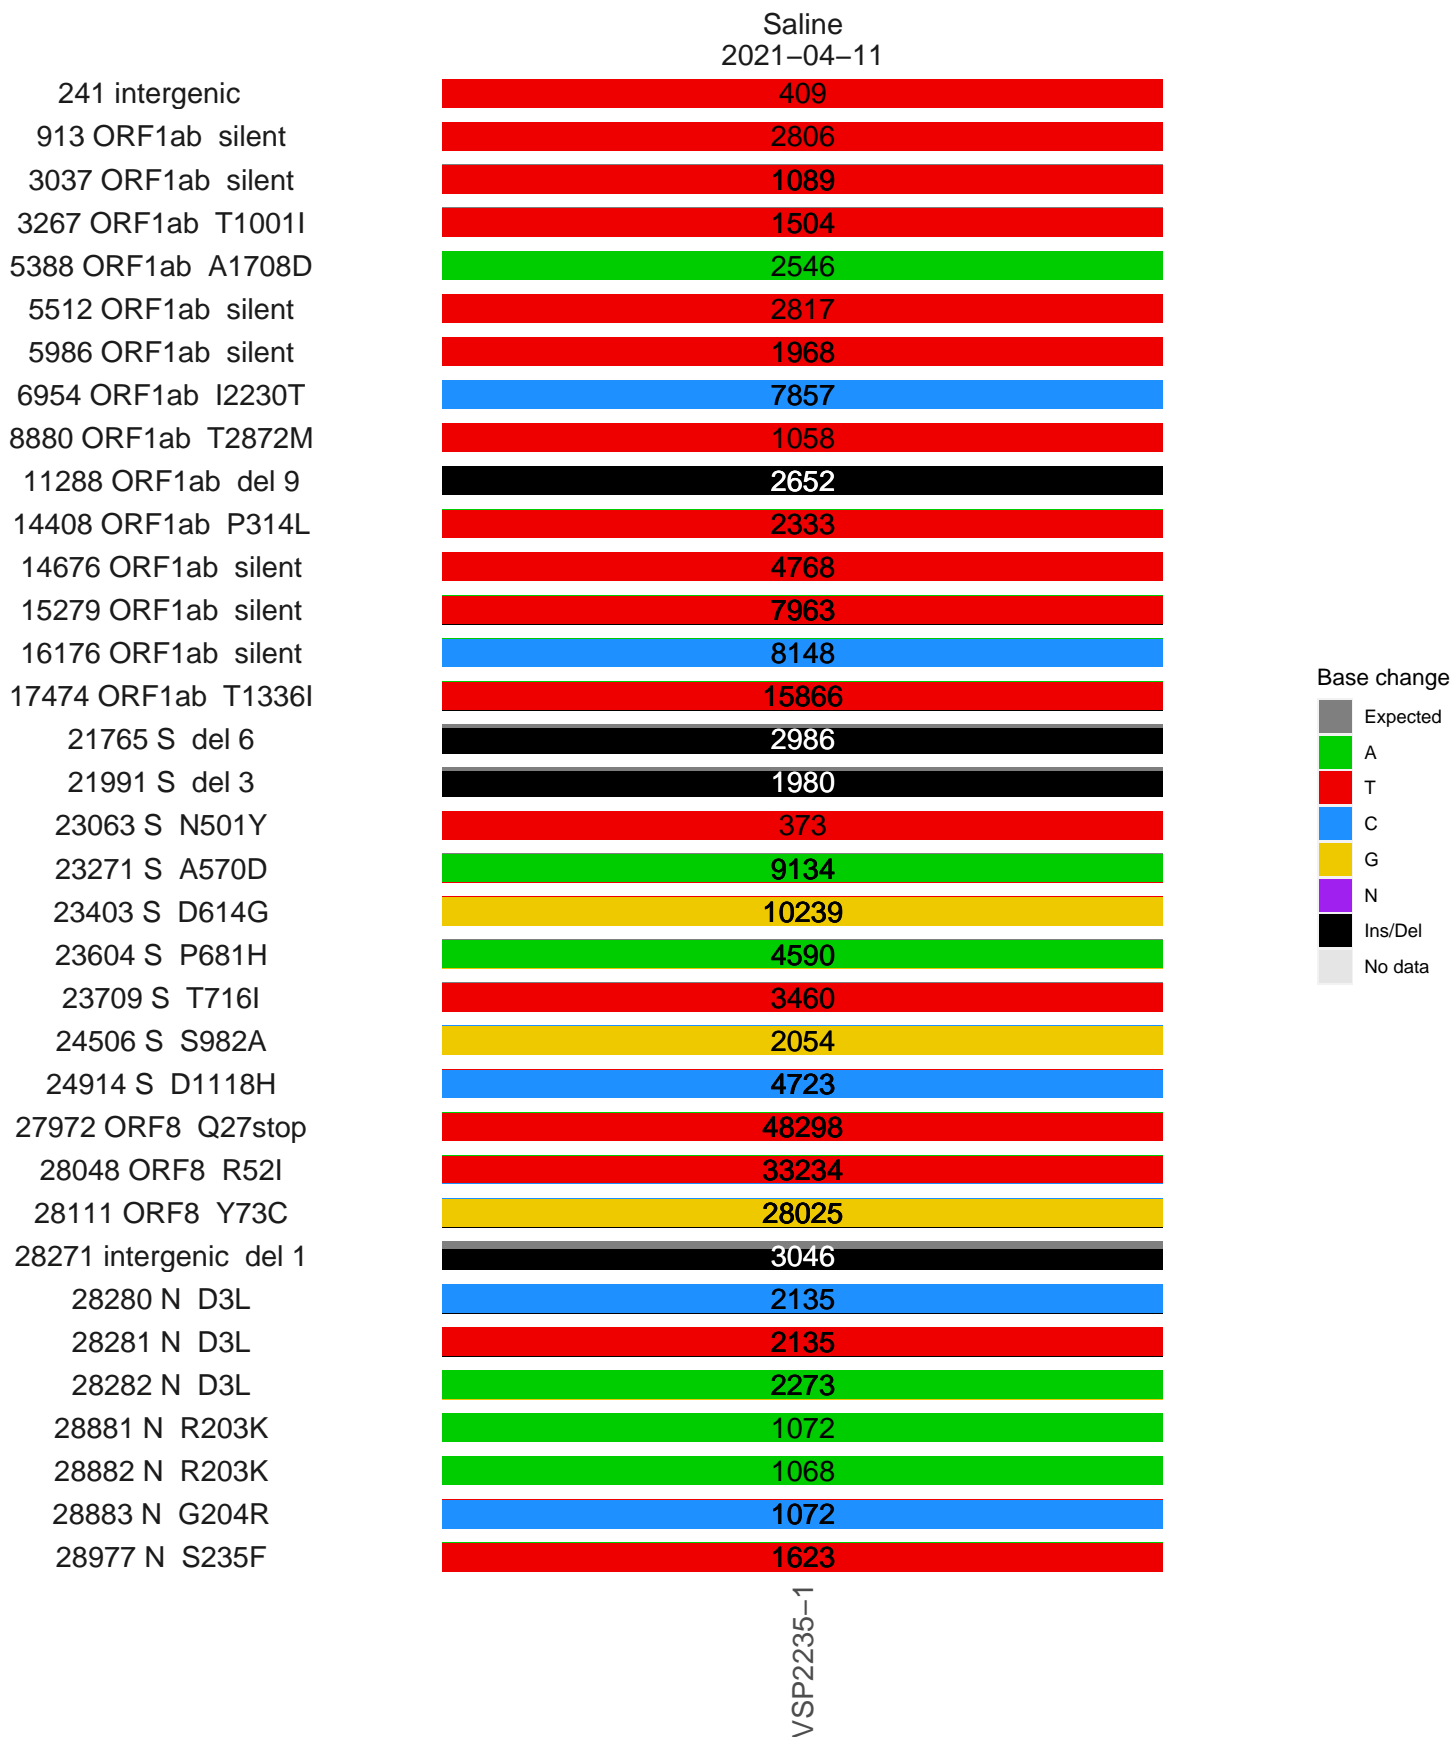 Saline
2021−04−11
241 intergenic 409
913 ORF1ab silent 2806
3037 ORF1ab silent 1089
3267 ORF1ab T1001I 1504
5388 ORF1ab A1708D 2546
5512 ORF1ab silent 2817
5986 ORF1ab silent 1968
6954 ORF1ab I2230T 7857
8880 ORF1ab T2872M 1058
11288 ORF1ab del 9 2652
14408 ORF1ab P314L 2333
14676 ORF1ab silent 4768
15279 ORF1ab silent 7963
16176 ORF1ab silent 8148
17474 ORF1ab T1336I 15866
21765 S del 6 2986
21991 S del 3 1980
23063 S N501Y 373
23271 S A570D 9134
23403 S D614G 10239
23604 S P681H 4590
23709 S T716I 3460
24506 S S982A 2054
24914 S D1118H 4723
27972 ORF8 Q27stop 48298
28048 ORF8 R52I 33234
28111 ORF8 Y73C 28025
28271 intergenic del 1 3046
28280 N D3L 2135
28281 N D3L 2135
28282 N D3L 2273
28881 N R203K 1072
28882 N R203K 1068
28883 N G204R 1072
28977 N S235F 1623
VSP2235−1
Base change
Expected
A
T
C
G
N
Ins/Del
No data